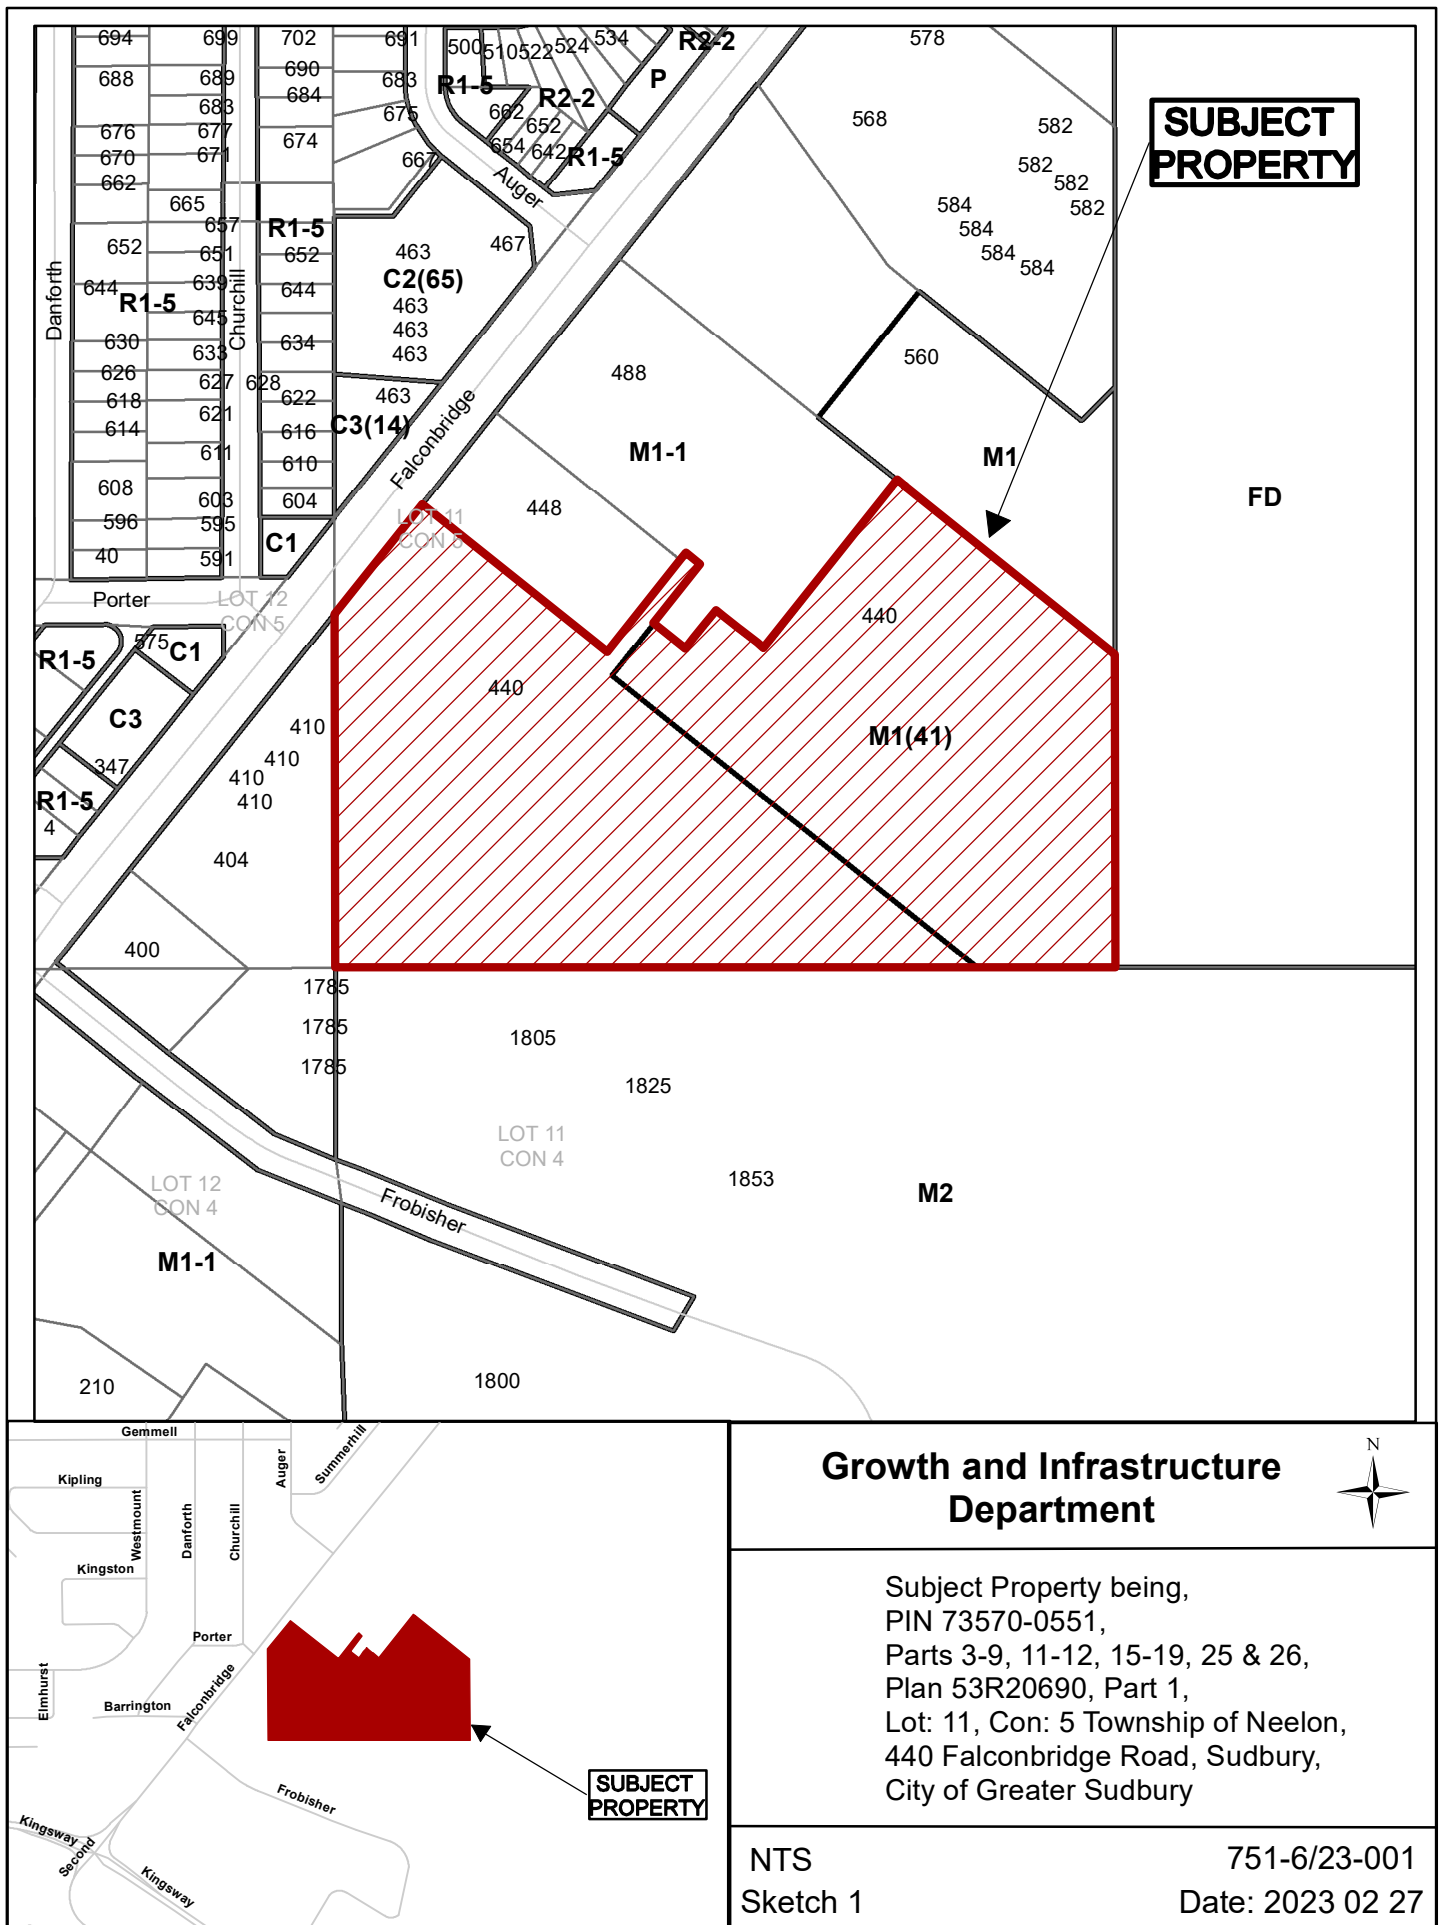 694
699
702
691
500
510
522
524
534
R2-2
578
688
689
690
683
R1-5
P
684
R2-2
568
SUBJECT
PROPERTY
683
675
662
652
582
676
677
674
654
642
R1-5
670
671
667
582
662
Auger
582
665
584
582
657
R1-5
584
652
651
652
463
467
584
584
C2(65)
644
639
644
463
R1-5
Danforth
Churchill
645
463
630
633
634
463
560
626
627
628
488
618
621
622
463
614
616
C3(14)
Falconbridge
M1-1
M1
611
610
608
603
604
448
FD
596
595
LOT 11
CON 5
C1
40
591
Porter
LOT 12
CON 5
440
575
C1
R1-5
440
C3
410
M1(41)
347
410
410
R1-5
410
4
404
400
1785
1785
1805
1785
1825
LOT 11
CON 4
LOT 12
CON 4
1853
M2
Frobisher
M1-1
210
1800
Gemmell
Auger
Summerhill
Kipling
Westmount
Danforth
Churchill
Kingston
Porter
Elmhurst
Barrington
Falconbridge
SUBJECT
PROPERTY
Frobisher
Kingsway
Second
Kingsway
Growth and Infrastructure
Department
N
Subject Property being,
PIN 73570-0551,
Parts 3-9, 11-12, 15-19, 25 & 26,
Plan 53R20690, Part 1,
Lot: 11, Con: 5 Township of Neelon,
440 Falconbridge Road, Sudbury,
City of Greater Sudbury
NTS
751-6/23-001
Sketch 1
Date: 2023 02 27